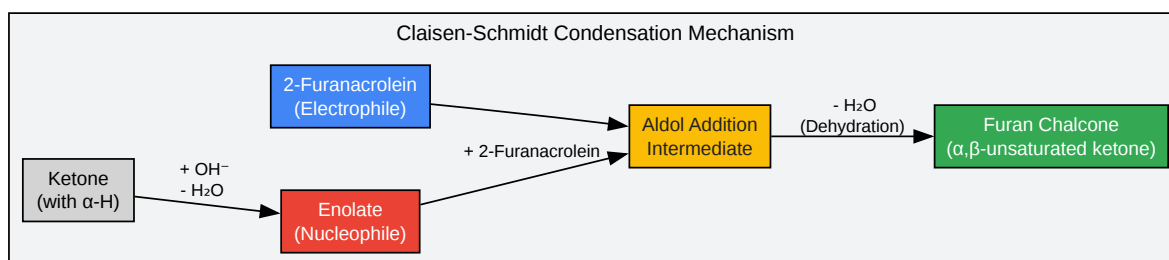 Claisen-Schmidt Condensation Mechanism
2-Furanacrolein
(Electrophile)
Ketone
(with α-H)
+ OH⁻
- H₂O
Enolate
(Nucleophile)
+ 2-Furanacrolein
Aldol Addition
Intermediate
- H₂O
(Dehydration)
Furan Chalcone
(α,β-unsaturated ketone)